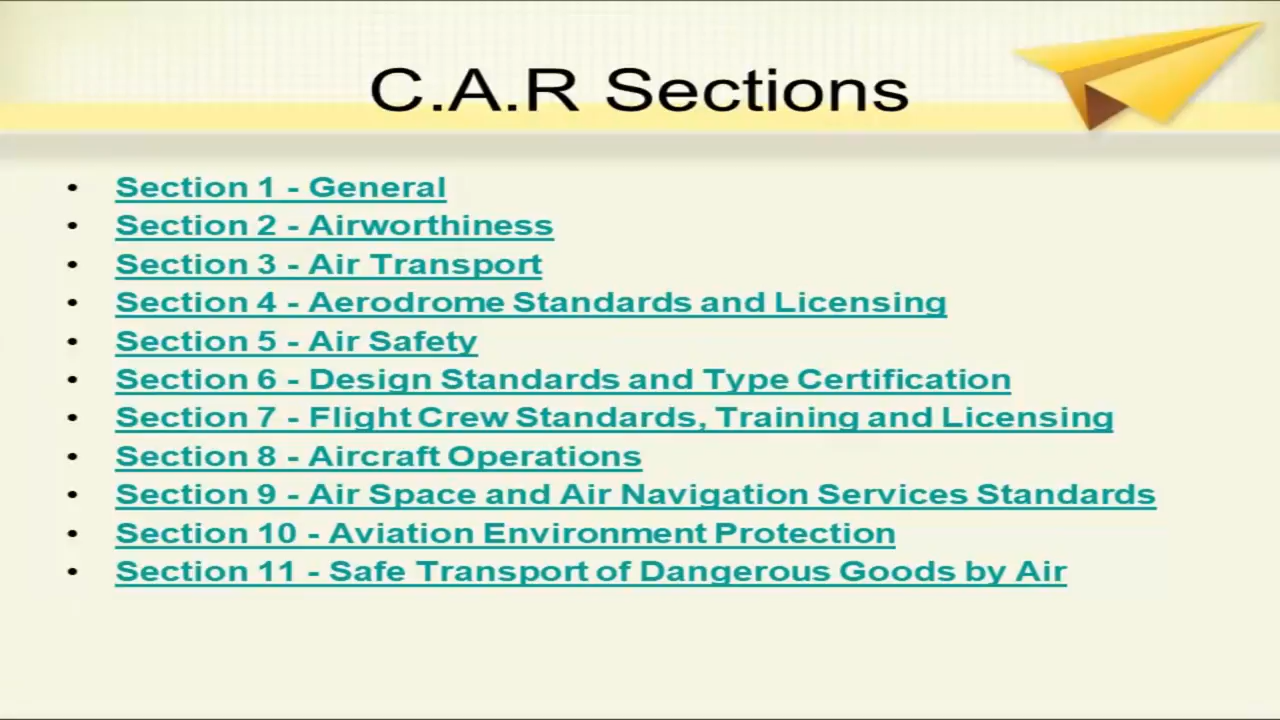 C.A.R Sections
• Section 1 - General
• Section 2 - Airworthiness
• Section 3 - Air Transport
• Section 4 - Aerodrome Standards and Licensing
• Section 5 - Air Safety
• Section 6 - Design Standards and Type Certification
• Section 7 - Flight Crew Standards, Training and Licensing
• Section 8 - Aircraft Operations
• Section 9 - Air Space and Air Navigation Services Standards
• Section 10 - Aviation Environment Protection
• Section 11 - Safe Transport of Dangerous Goods by Air